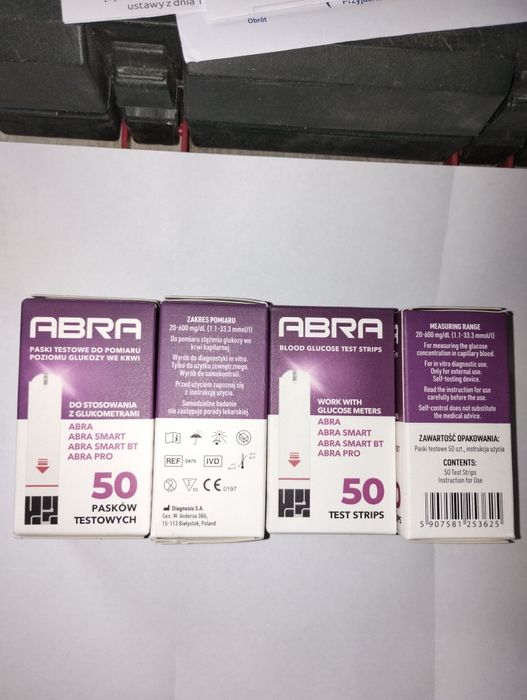 ustawy z dnia 1
Obrót
ABRA
PASKI TESTOWE DO POMIARU
POZIOMU GLUKOZY WE KRWI
DO STOSOWANIA
Z GLUKOMETRAMI
ABRA
ABRA SMART
ABRA SMART BT
ABRA PRO
50
PASKÓW
TESTOWYCH
ZAKRES POMIARU
20-600 mg/dL (1.1-33.3 mmol/l)
Do pomiaru stężenia glukozy we
krwi kapilarnej.
Wyrób do diagnostyki in vitro.
Tylko do użytku zewnętrznego.
Wyrób do samokontroli.
Przed użyciem zapoznaj się
z instrukcją użycia.
Samodzielne badanie
nie zastępuje porady lekarskiej.
REF 0470 IVD
50 CE 0197
Diagnosis S.A.
Gen. W. Andersa 38A,
15-113 Białystok, Poland
ABRA
BLOOD GLUCOSE TEST STRIPS
WORK WITH
GLUCOSE METERS
ABRA
ABRA SMART
ABRA SMART BT
ABRA PRO
50
TEST STRIPS
MEASURING RANGE
20-600 mg/dL (1.1-33.3 mmol/l)
For measuring the glucose
concentration in capillary blood.
For in vitro diagnostic use.
Only for external use.
Self-testing device.
Read the instruction for use
carefully before the use.
Self-control does not substitute
the medical advice.
ZAWARTOŚĆ OPAKOWANIA:
Paski testowe 50 szt., instrukcja użycia
CONTENTS:
50 Test Strips
Instruction for Use
5 907581 253625